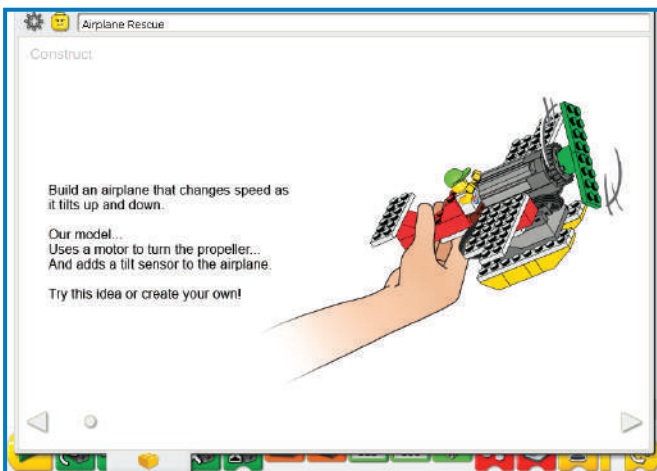 Airplane Rescue
Construct
Build an airplane that changes speed as
it tilts up and down.
Our model...
Uses a motor to turn the propeller...
And adds a tilt sensor to the airplane.
Try this idea or create your own!